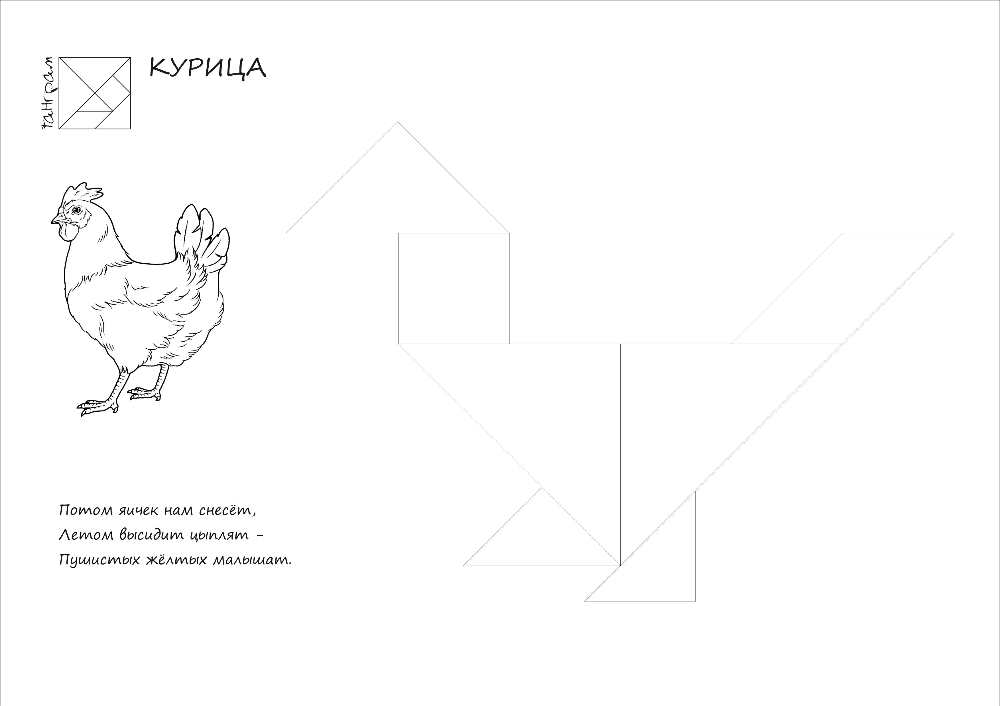 танграм
КУРИЦА
Потом яичек нам снесёт,
Летом высидит цыплят -
Пушистых жёлтых малышат.